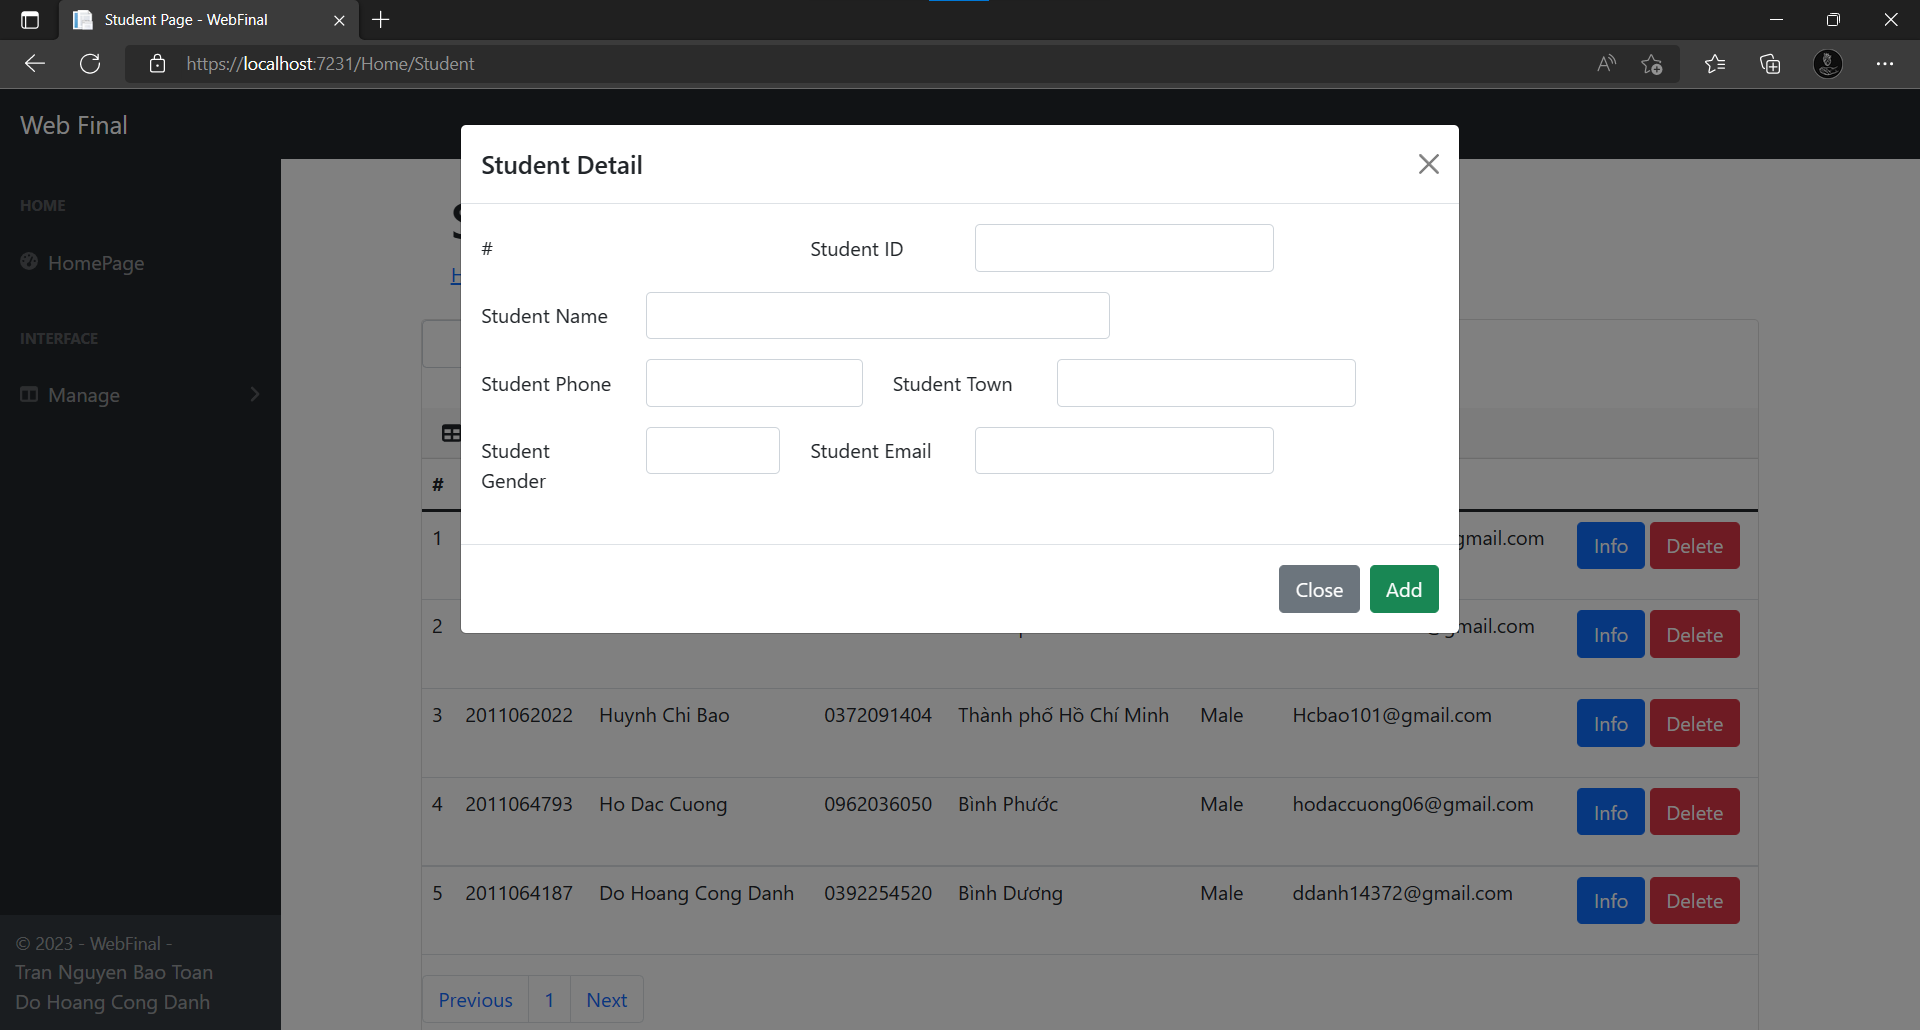 Student Page - WebFinal
https://localhost:7231/Home/Student
Web Final
HOME
HomePage
INTERFACE
Manage
© 2023 - WebFinal -
Tran Nguyen Bao Toan
Do Hoang Cong Danh
Student Detail
# Student ID
Student Name
Student Phone Student Town
Student Gender Student Email
Close Add
#
1 gmail.com Info Delete
2 @gmail.com Info Delete
3 2011062022 Huynh Chi Bao 0372091404 Thành phố Hồ Chí Minh Male Hcbao101@gmail.com Info Delete
4 2011064793 Ho Dac Cuong 0962036050 Bình Phước Male hodaccuong06@gmail.com Info Delete
5 2011064187 Do Hoang Cong Danh 0392254520 Bình Dương Male ddanh14372@gmail.com Info Delete
Previous 1 Next